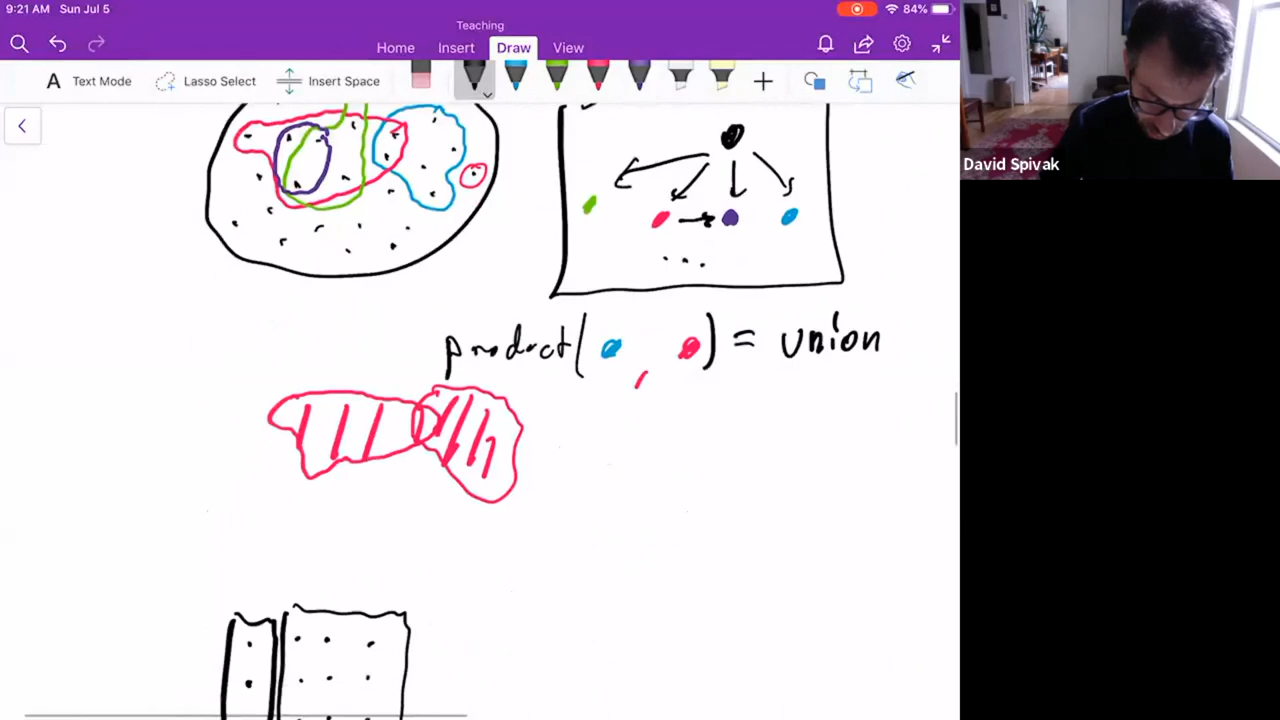 9:21 AM Sun Jul 5
84%
Teaching
Home Insert Draw View
Text Mode Lasso Select Insert Space
David Spivak
product( , ) = union